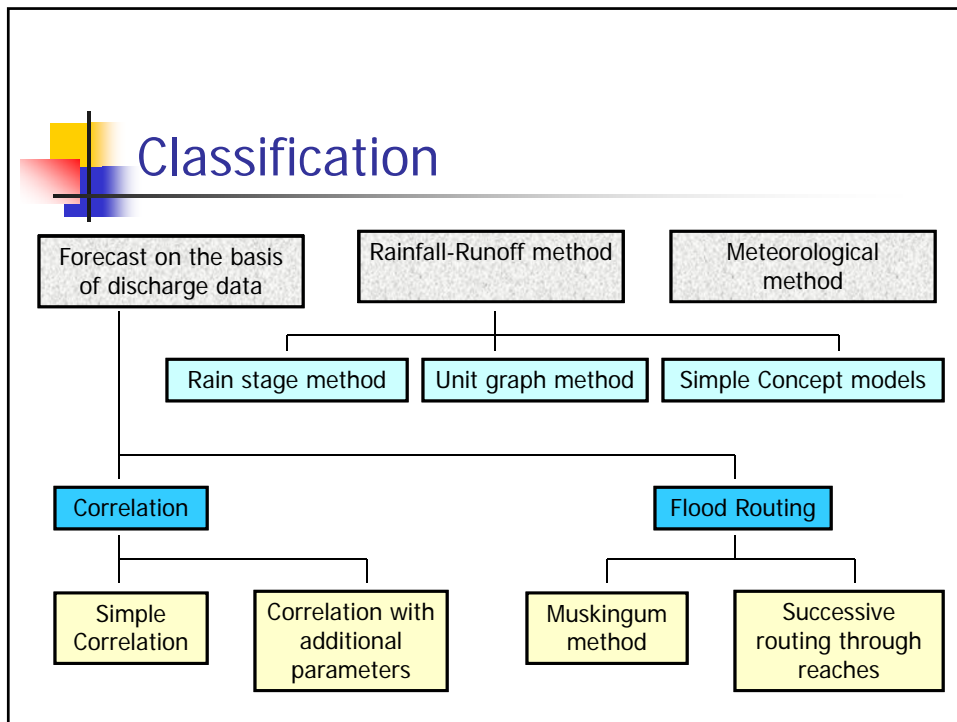 Classification
Forecast on the basis
of discharge data
Rainfall-Runoff method
Meteorological
method
Rain stage method
Unit graph method
Simple Concept models
Correlation
Flood Routing
Simple
Correlation
Correlation with
additional
parameters
Muskingum
method
Successive
routing through
reaches